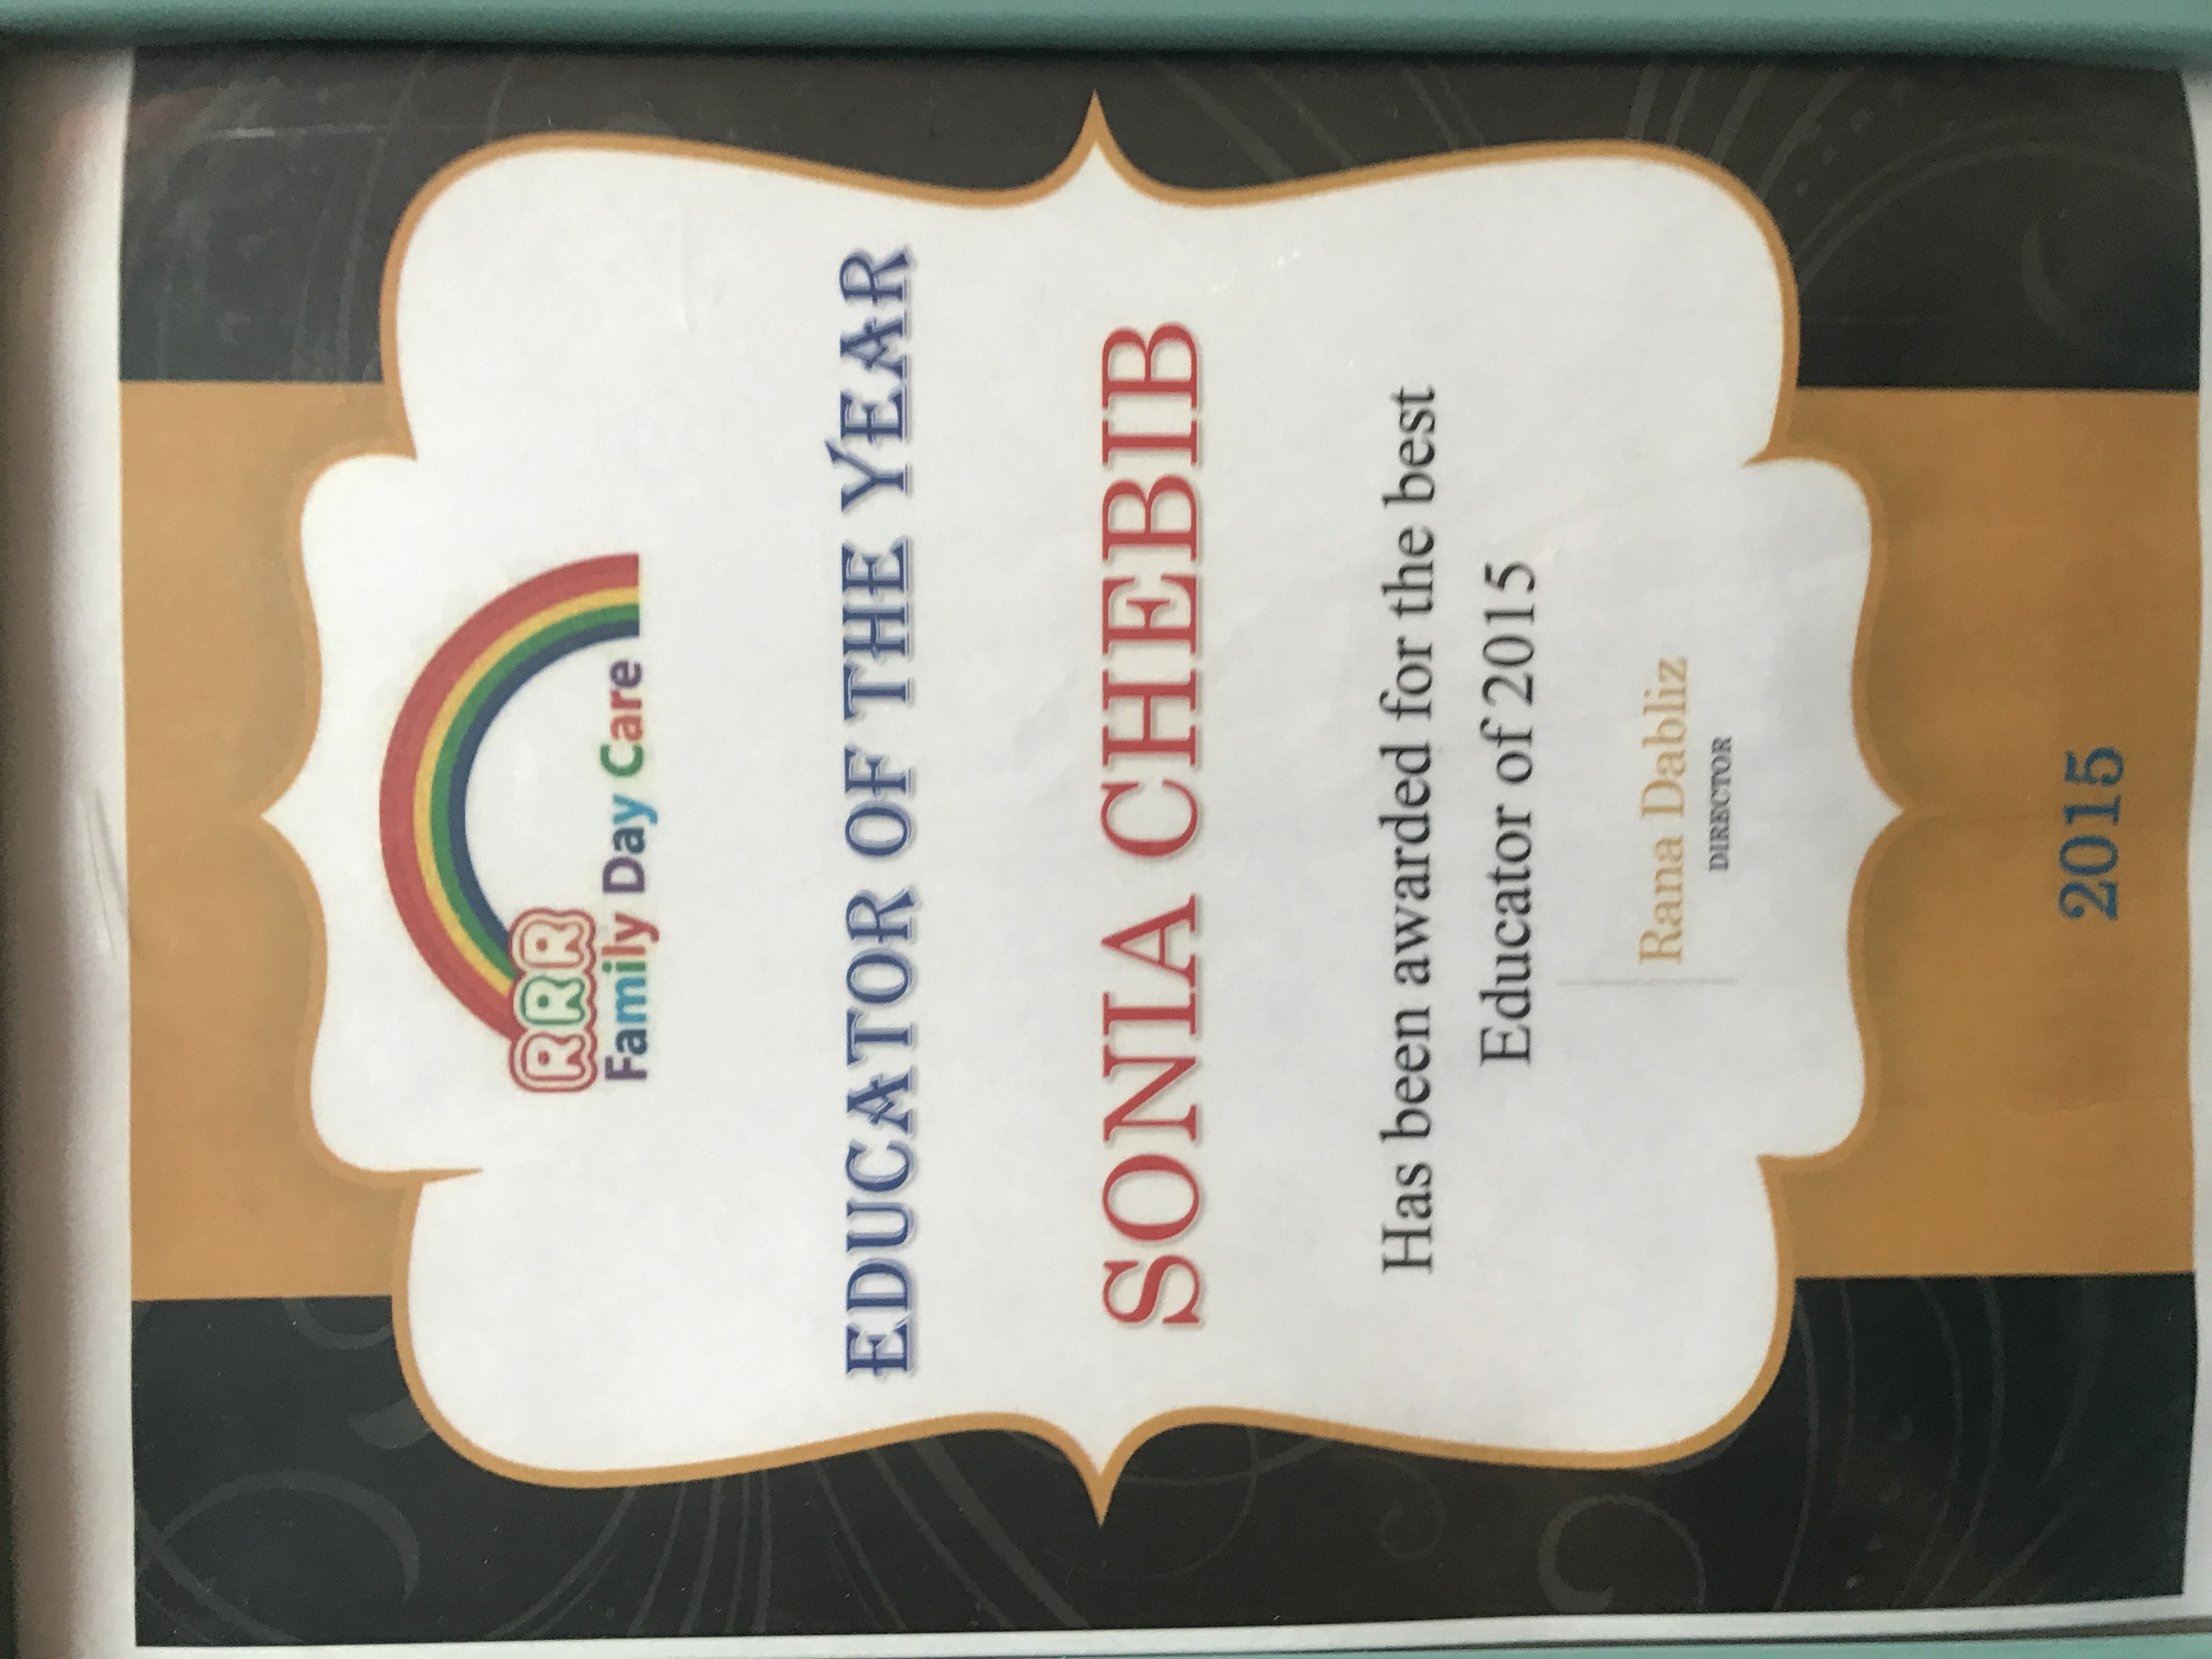 RRR
Family Day Care
EDUCATOR OF THE YEAR
SONIA CHEBIB
Has been awarded for the best
Educator of 2015
Rana Dabliz
DIRECTOR
2015